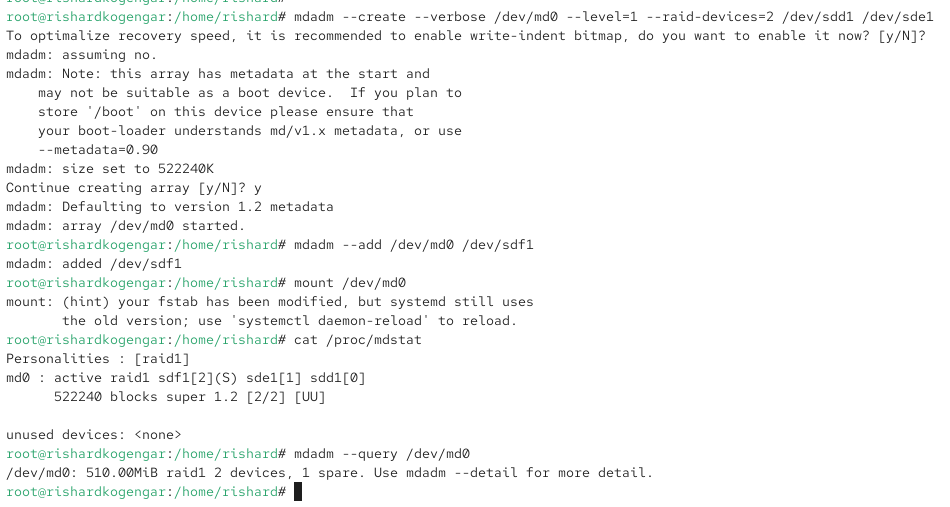 root@rishardkogengar:/home/rishard# mdadm --create --verbose /dev/md0 --level=1 --raid-devices=2 /dev/sdd1 /dev/sde1
To optimalize recovery speed, it is recommended to enable write-indent bitmap, do you want to enable it now? [y/N]?
mdadm: assuming no.
mdadm: Note: this array has metadata at the start and
    may not be suitable as a boot device.  If you plan to
    store '/boot' on this device please ensure that
    your boot-loader understands md/v1.x metadata, or use
    --metadata=0.90
mdadm: size set to 522240K
Continue creating array [y/N]? y
mdadm: Defaulting to version 1.2 metadata
mdadm: array /dev/md0 started.
root@rishardkogengar:/home/rishard# mdadm --add /dev/md0 /dev/sdf1
mdadm: added /dev/sdf1
root@rishardkogengar:/home/rishard# mount /dev/md0
mount: (hint) your fstab has been modified, but systemd still uses
       the old version; use 'systemctl daemon-reload' to reload.
root@rishardkogengar:/home/rishard# cat /proc/mdstat
Personalities : [raid1]
md0 : active raid1 sdf1[2](S) sde1[1] sdd1[0]
      522240 blocks super 1.2 [2/2] [UU]

unused devices: <none>
root@rishardkogengar:/home/rishard# mdadm --query /dev/md0
/dev/md0: 510.00MiB raid1 2 devices, 1 spare. Use mdadm --detail for more detail.
root@rishardkogengar:/home/rishard#